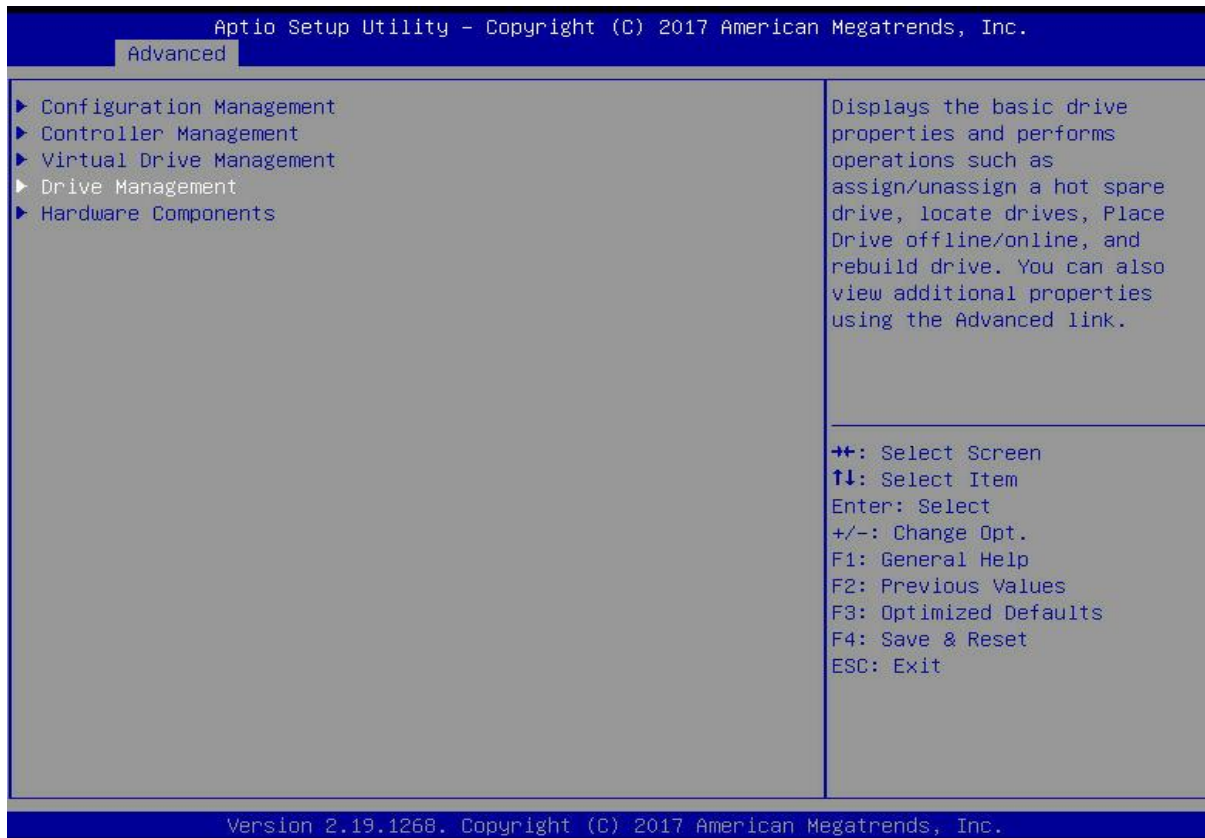 Aptio Setup Utility – Copyright (C) 2017 American Megatrends, Inc.
Advanced
▶ Configuration Management
▶ Controller Management
▶ Virtual Drive Management
▶ Drive Management
▶ Hardware Components
Displays the basic drive
properties and performs
operations such as
assign/unassign a hot spare
drive, locate drives, Place
Drive offline/online, and
rebuild drive. You can also
view additional properties
using the Advanced link.
→←: Select Screen
↑↓: Select Item
Enter: Select
+/-: Change Opt.
F1: General Help
F2: Previous Values
F3: Optimized Defaults
F4: Save & Reset
ESC: Exit
Version 2.19.1268. Copyright (C) 2017 American Megatrends, Inc.